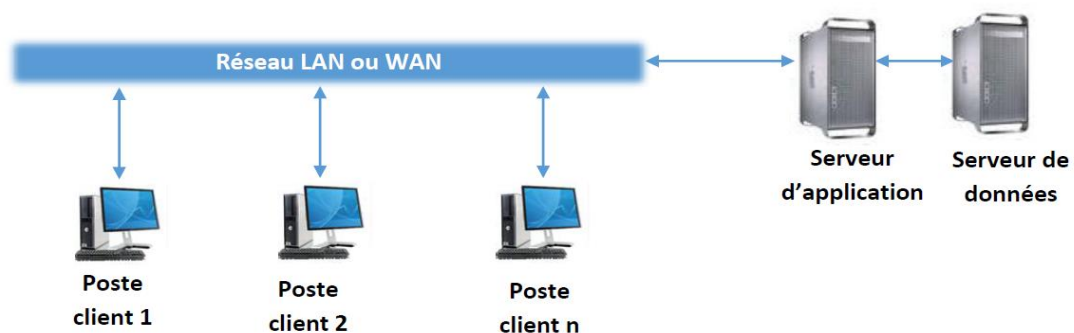 Réseau LAN ou WAN
Serveur
d’application
Serveur de
données
Poste
client 1
Poste
client 2
Poste
client n